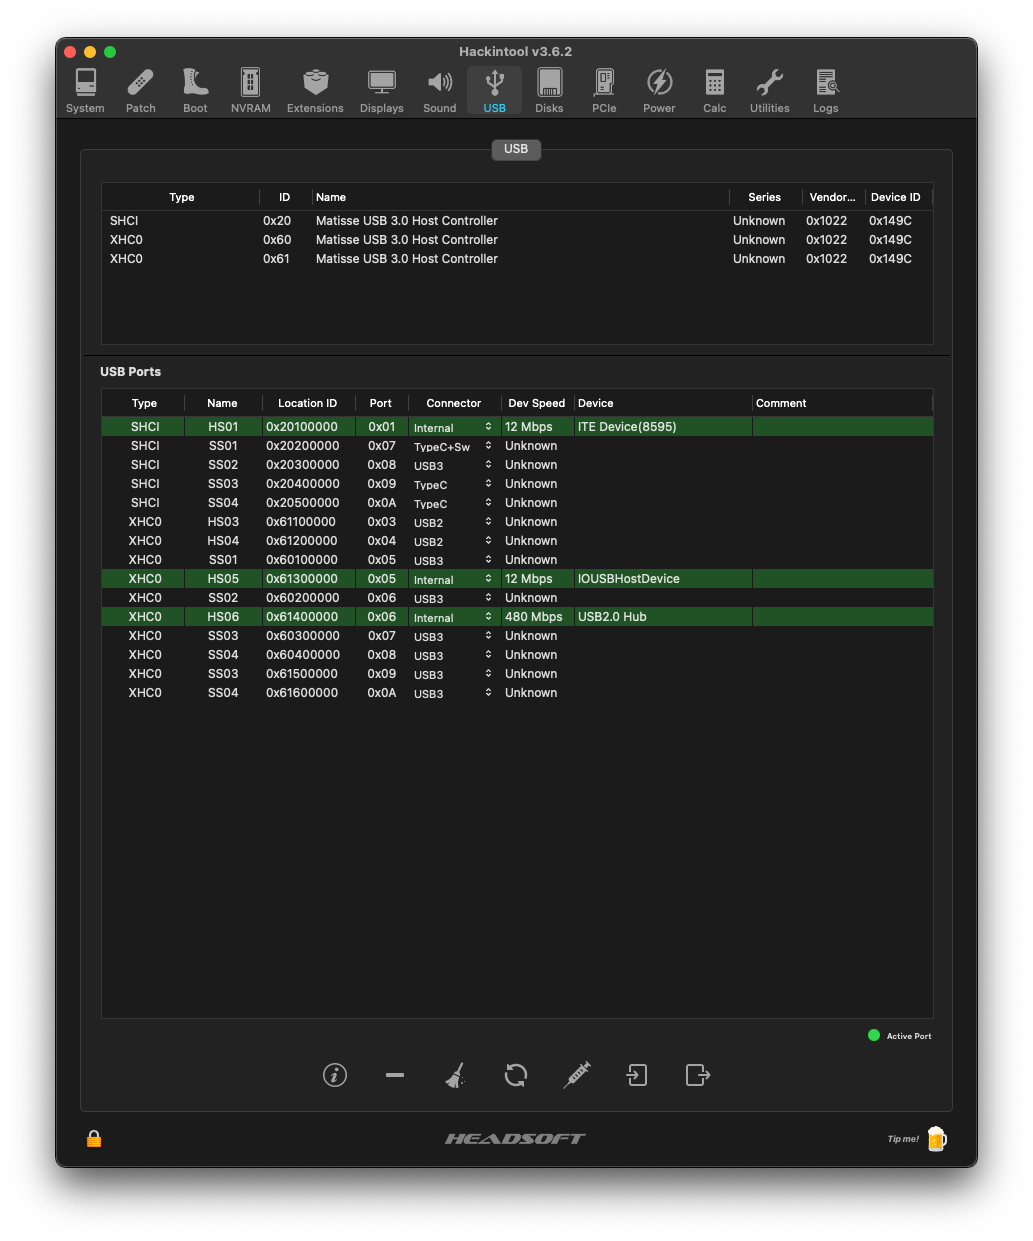 Hackintool v3.6.2
System Patch Boot NVRAM Extensions Displays Sound USB Disks PCIe Power Calc Utilities Logs
USB
Type ID Name Series Vendor... Device ID
SHCI 0x20 Matisse USB 3.0 Host Controller Unknown 0x1022 0x149C
XHC0 0x60 Matisse USB 3.0 Host Controller Unknown 0x1022 0x149C
XHC0 0x61 Matisse USB 3.0 Host Controller Unknown 0x1022 0x149C
USB Ports
Type Name Location ID Port Connector Dev Speed Device Comment
SHCI HS01 0x20100000 0x01 Internal 12 Mbps ITE Device(8595)
SHCI SS01 0x20200000 0x07 TypeC+Sw Unknown
SHCI SS02 0x20300000 0x08 USB3 Unknown
SHCI SS03 0x20400000 0x09 TypeC Unknown
SHCI SS04 0x20500000 0x0A TypeC Unknown
XHC0 HS03 0x61100000 0x03 USB2 Unknown
XHC0 HS04 0x61200000 0x04 USB2 Unknown
XHC0 SS01 0x60100000 0x05 USB3 Unknown
XHC0 HS05 0x61300000 0x05 Internal 12 Mbps IOUSBHostDevice
XHC0 SS02 0x60200000 0x06 USB3 Unknown
XHC0 HS06 0x61400000 0x06 Internal 480 Mbps USB2.0 Hub
XHC0 SS03 0x60300000 0x07 USB3 Unknown
XHC0 SS04 0x60400000 0x08 USB3 Unknown
XHC0 SS03 0x61500000 0x09 USB3 Unknown
XHC0 SS04 0x61600000 0x0A USB3 Unknown
Active Port
HEADSOFT
Tip me!